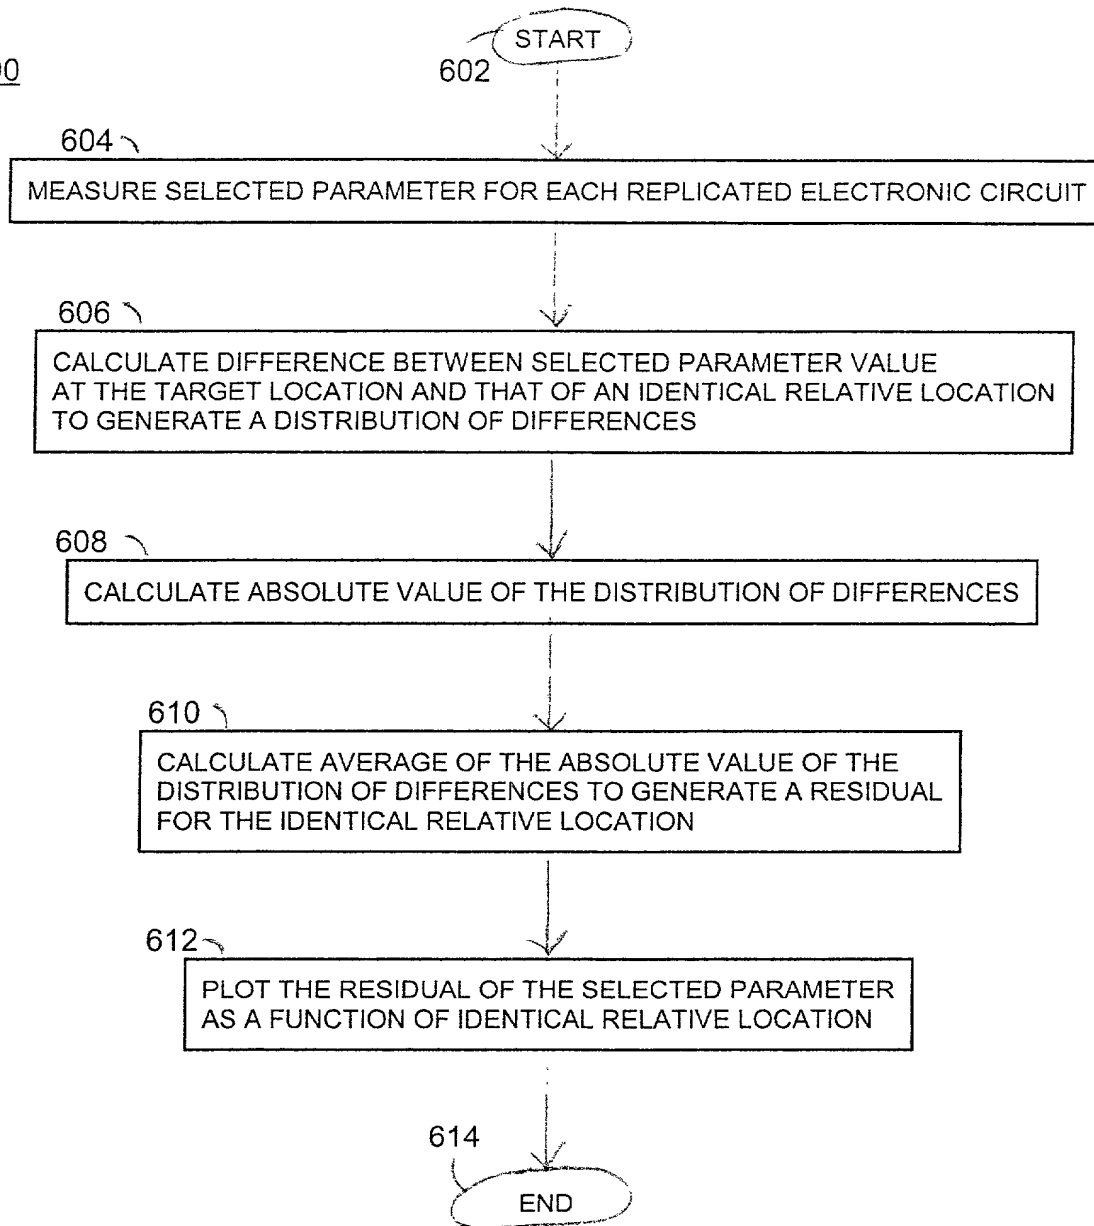 START
602
00
604
MEASURE SELECTED PARAMETER FOR EACH REPLICATED ELECTRONIC CIRCUIT
606
CALCULATE DIFFERENCE BETWEEN SELECTED PARAMETER VALUE
AT THE TARGET LOCATION AND THAT OF AN IDENTICAL RELATIVE LOCATION
TO GENERATE A DISTRIBUTION OF DIFFERENCES
608
CALCULATE ABSOLUTE VALUE OF THE DISTRIBUTION OF DIFFERENCES
610
CALCULATE AVERAGE OF THE ABSOLUTE VALUE OF THE
DISTRIBUTION OF DIFFERENCES TO GENERATE A RESIDUAL
FOR THE IDENTICAL RELATIVE LOCATION
612
PLOT THE RESIDUAL OF THE SELECTED PARAMETER
AS A FUNCTION OF IDENTICAL RELATIVE LOCATION
614
END